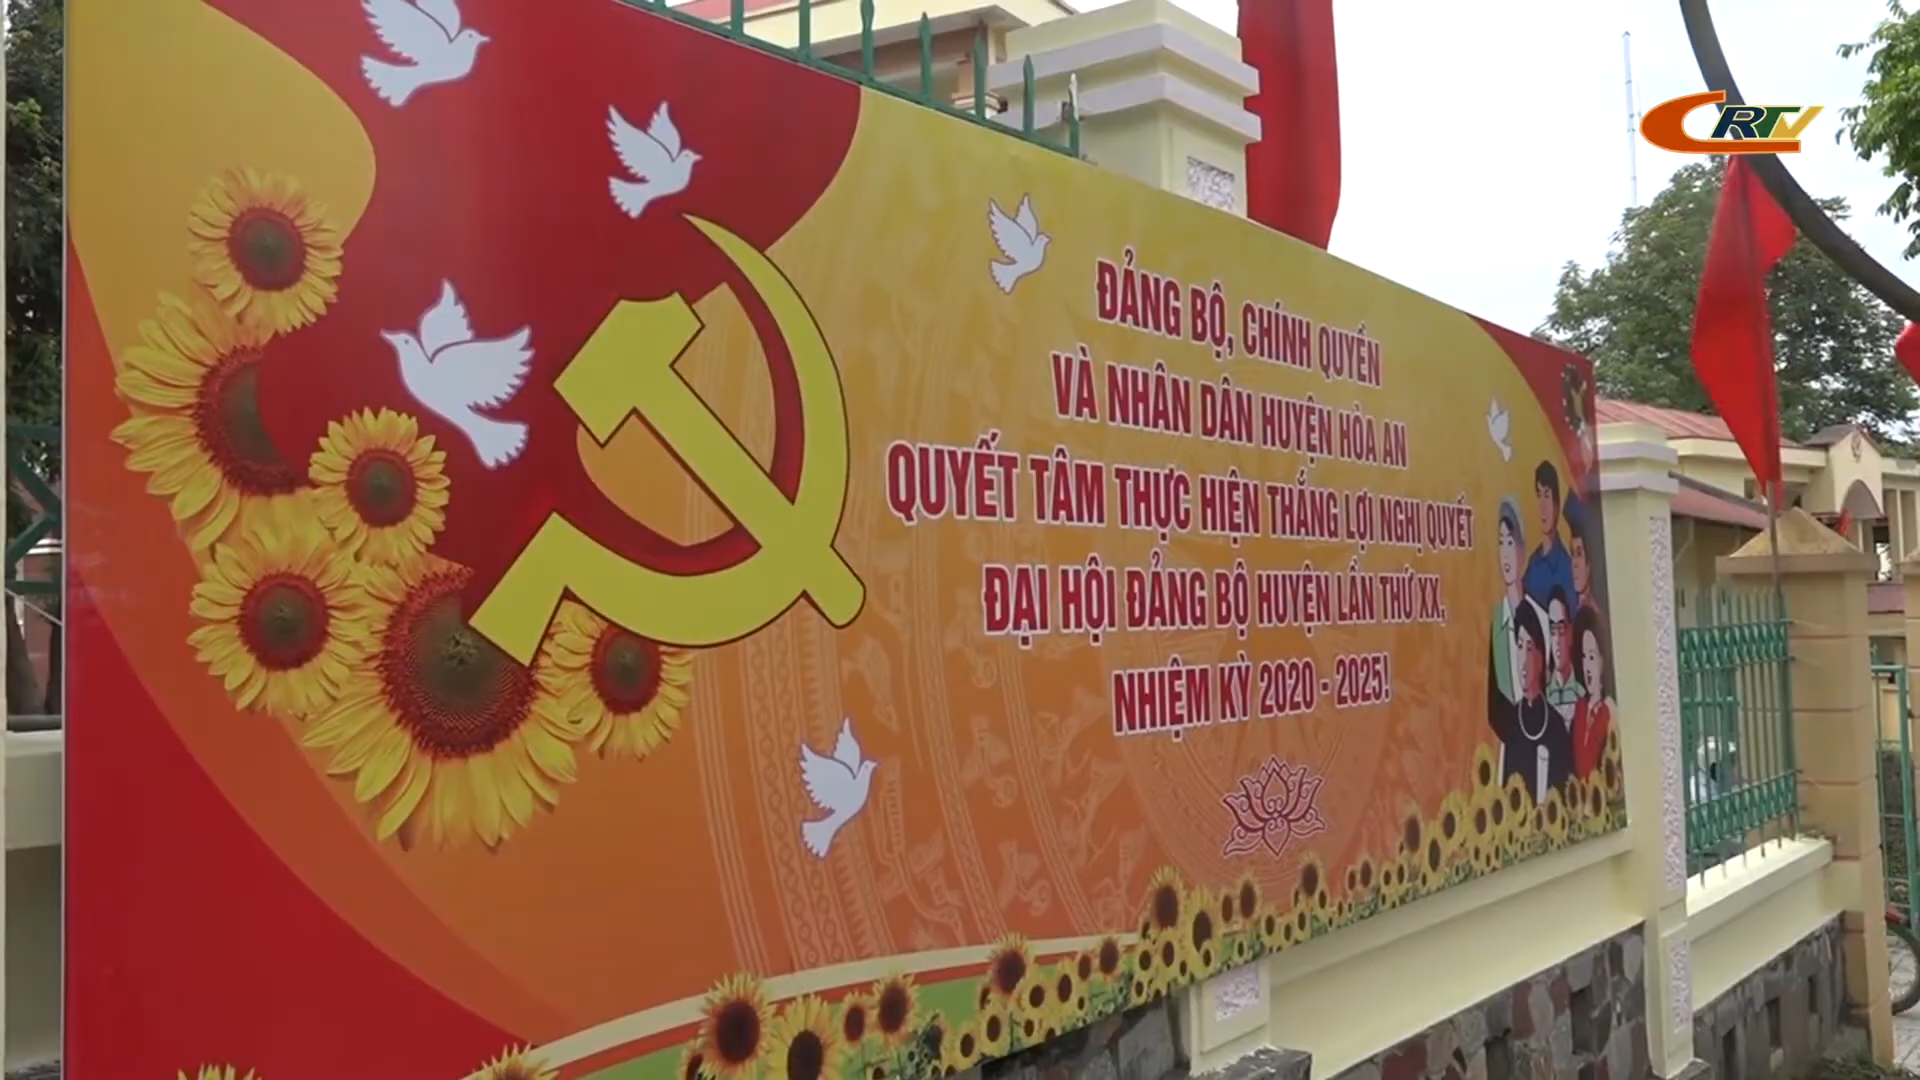 CRTV
ĐẢNG BỘ, CHÍNH QUYỀN
VÀ NHÂN DÂN HUYỆN HÒA AN
QUYẾT TÂM THỰC HIỆN THẮNG LỢI NGHỊ QUYẾT
ĐẠI HỘI ĐẢNG BỘ HUYỆN LẦN THỨ XX,
NHIỆM KỲ 2020 - 2025!